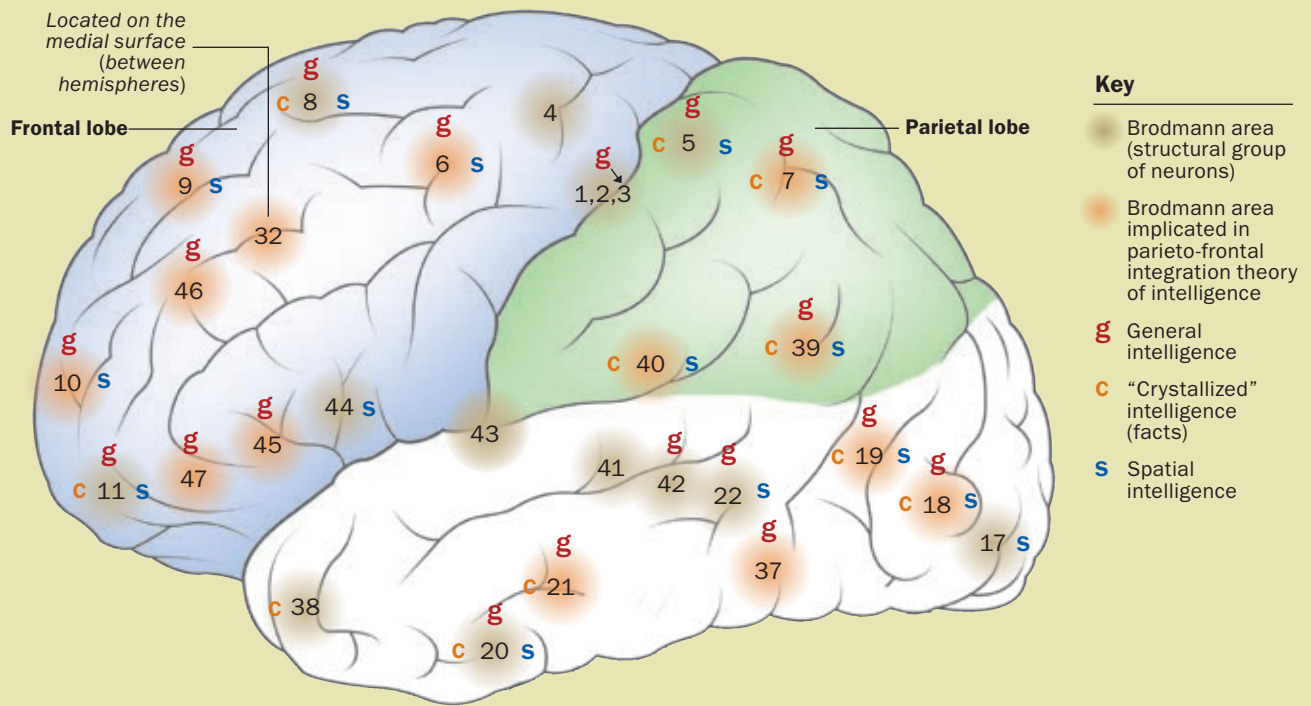 Located on the
medial surface
(between
hemispheres)
Frontal lobe
Parietal lobe
g
C 8 S
4
g
6 S
g
9 S
32
g
46
g
10 S
g
C 11 S
g
47
g
45
44 S
43
g
1,2,3
g
C 5 S
g
C 7 S
C 40 S
g
C 39 S
41
g
42
g
22 S
g
C 19 S
g
C 18 S
17 S
g
37
g
C 21
g
C 20 S
C 38
Key
Brodmann area
(structural group
of neurons)
Brodmann area
implicated in
parieto-frontal
integration theory
of intelligence
g General
intelligence
C “Crystallized”
intelligence
(facts)
S Spatial
intelligence